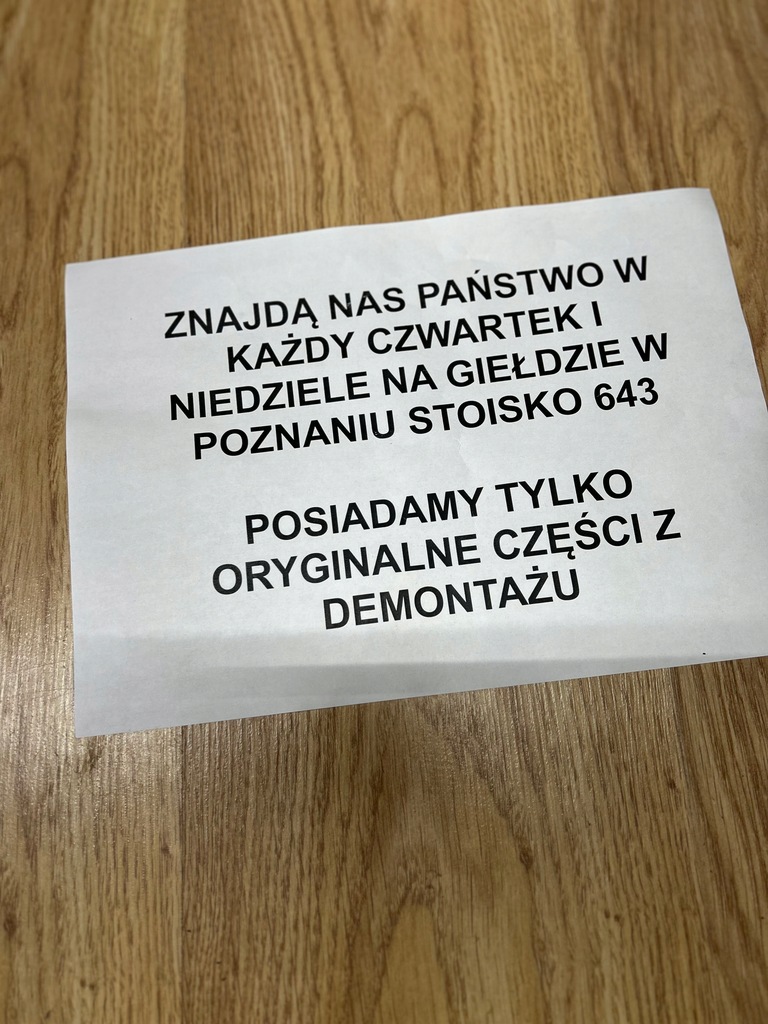 ZNAJDĄ NAS PAŃSTWO W
KAŻDY CZWARTEK I
NIEDZIELE NA GIEŁDZIE W
POZNANIU STOISKO 643
POSIADAMY TYLKO
ORYGINALNE CZĘŚCI Z
DEMONTAŻU